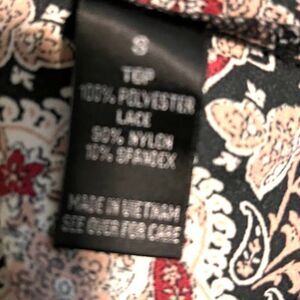 S
TOP
100% POLYESTER
LACE
90% NYLON
10% SPANDEX
MADE IN VIETNAM
SEE OVER FOR CARE